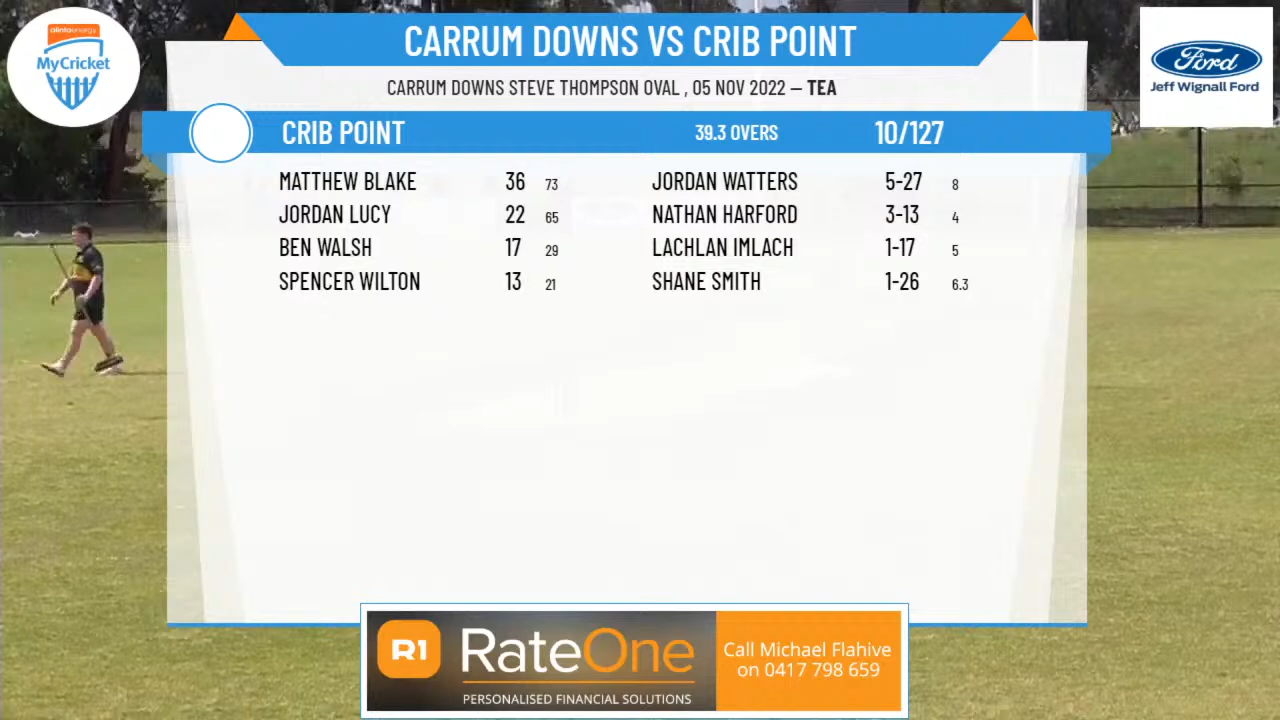 alintaenergy
MyCricket
CARRUM DOWNS VS CRIB POINT
Ford
Jeff Wignall Ford
CARRUM DOWNS STEVE THOMPSON OVAL , 05 NOV 2022 – TEA
CRIB POINT 39.3 OVERS 10/127
MATTHEW BLAKE 36 73 JORDAN WATTERS 5-27 8
JORDAN LUCY 22 65 NATHAN HARFORD 3-13 4
BEN WALSH 17 29 LACHLAN IMLACH 1-17 5
SPENCER WILTON 13 21 SHANE SMITH 1-26 6.3
R1 RateOne
PERSONALISED FINANCIAL SOLUTIONS
Call Michael Flahive
on 0417 798 659